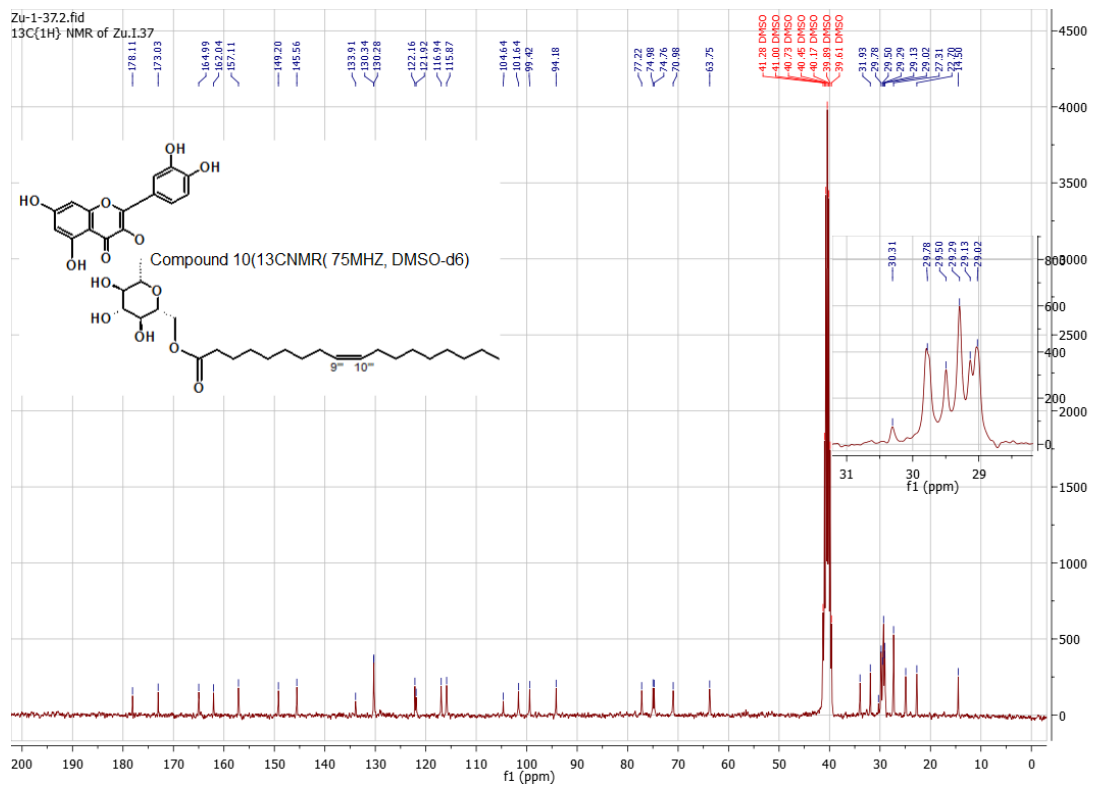 Zu-1-37.2.fid
13C{1H} NMR of Zu.I.37
178.11
173.03
164.99
162.04
157.11
149.20
145.56
133.91
130.34
130.28
122.16
121.92
116.94
115.87
104.64
101.64
99.42
94.18
77.22
74.98
74.76
70.98
63.75
41.28 DMSO
41.00 DMSO
40.73 DMSO
40.45 DMSO
40.17 DMSO
39.89 DMSO
39.61 DMSO
31.93
29.78
29.50
29.29
29.13
29.02
27.31
22.70
14.50
OH
OH
HO
O
O
OH
O
Compound 10(13CNMR( 75MHZ, DMSO-d6)
HO
O
HO
OH
O
O
9''' 10'''
30.31
29.78
29.50
29.29
29.13
29.02
800
600
400
200
0
31 30 29
f1 (ppm)
4500
4000
3500
3000
2500
2000
1500
1000
500
0
200 190 180 170 160 150 140 130 120 110 100 90 80 70 60 50 40 30 20 10 0
f1 (ppm)